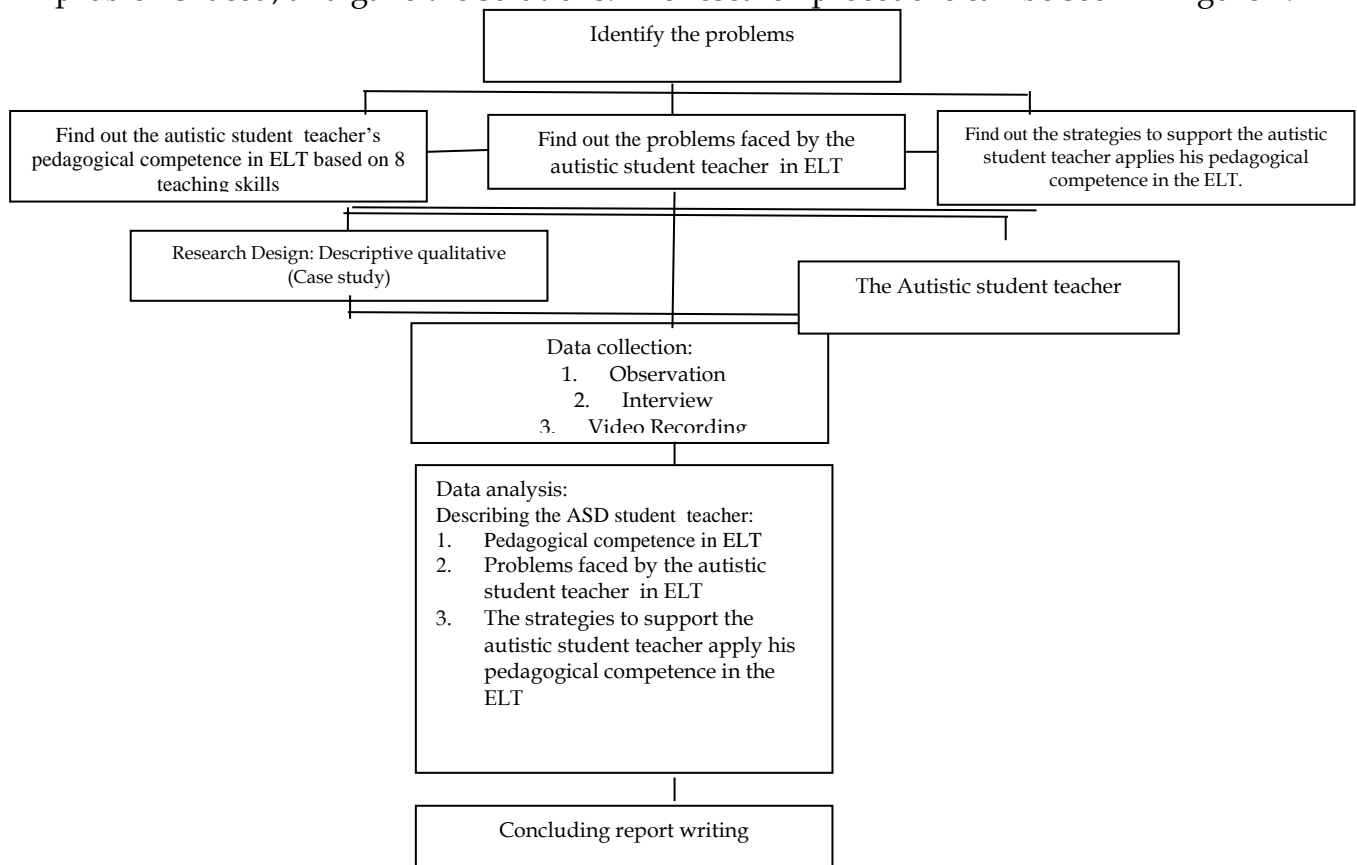 Identify the problems
Find out the autistic student teacher's
pedagogical competence in ELT based on 8
teaching skills
Find out the problems faced by the
autistic student teacher in ELT
Find out the strategies to support the autistic
student teacher applies his pedagogical
competence in the ELT.
Research Design: Descriptive qualitative
(Case study)
The Autistic student teacher
Data collection:
1. Observation
2. Interview
3. Video Recording
Data analysis:
Describing the ASD student teacher:
1. Pedagogical competence in ELT
2. Problems faced by the autistic
student teacher in ELT
3. The strategies to support the
autistic student teacher apply his
pedagogical competence in the
ELT
Concluding report writing